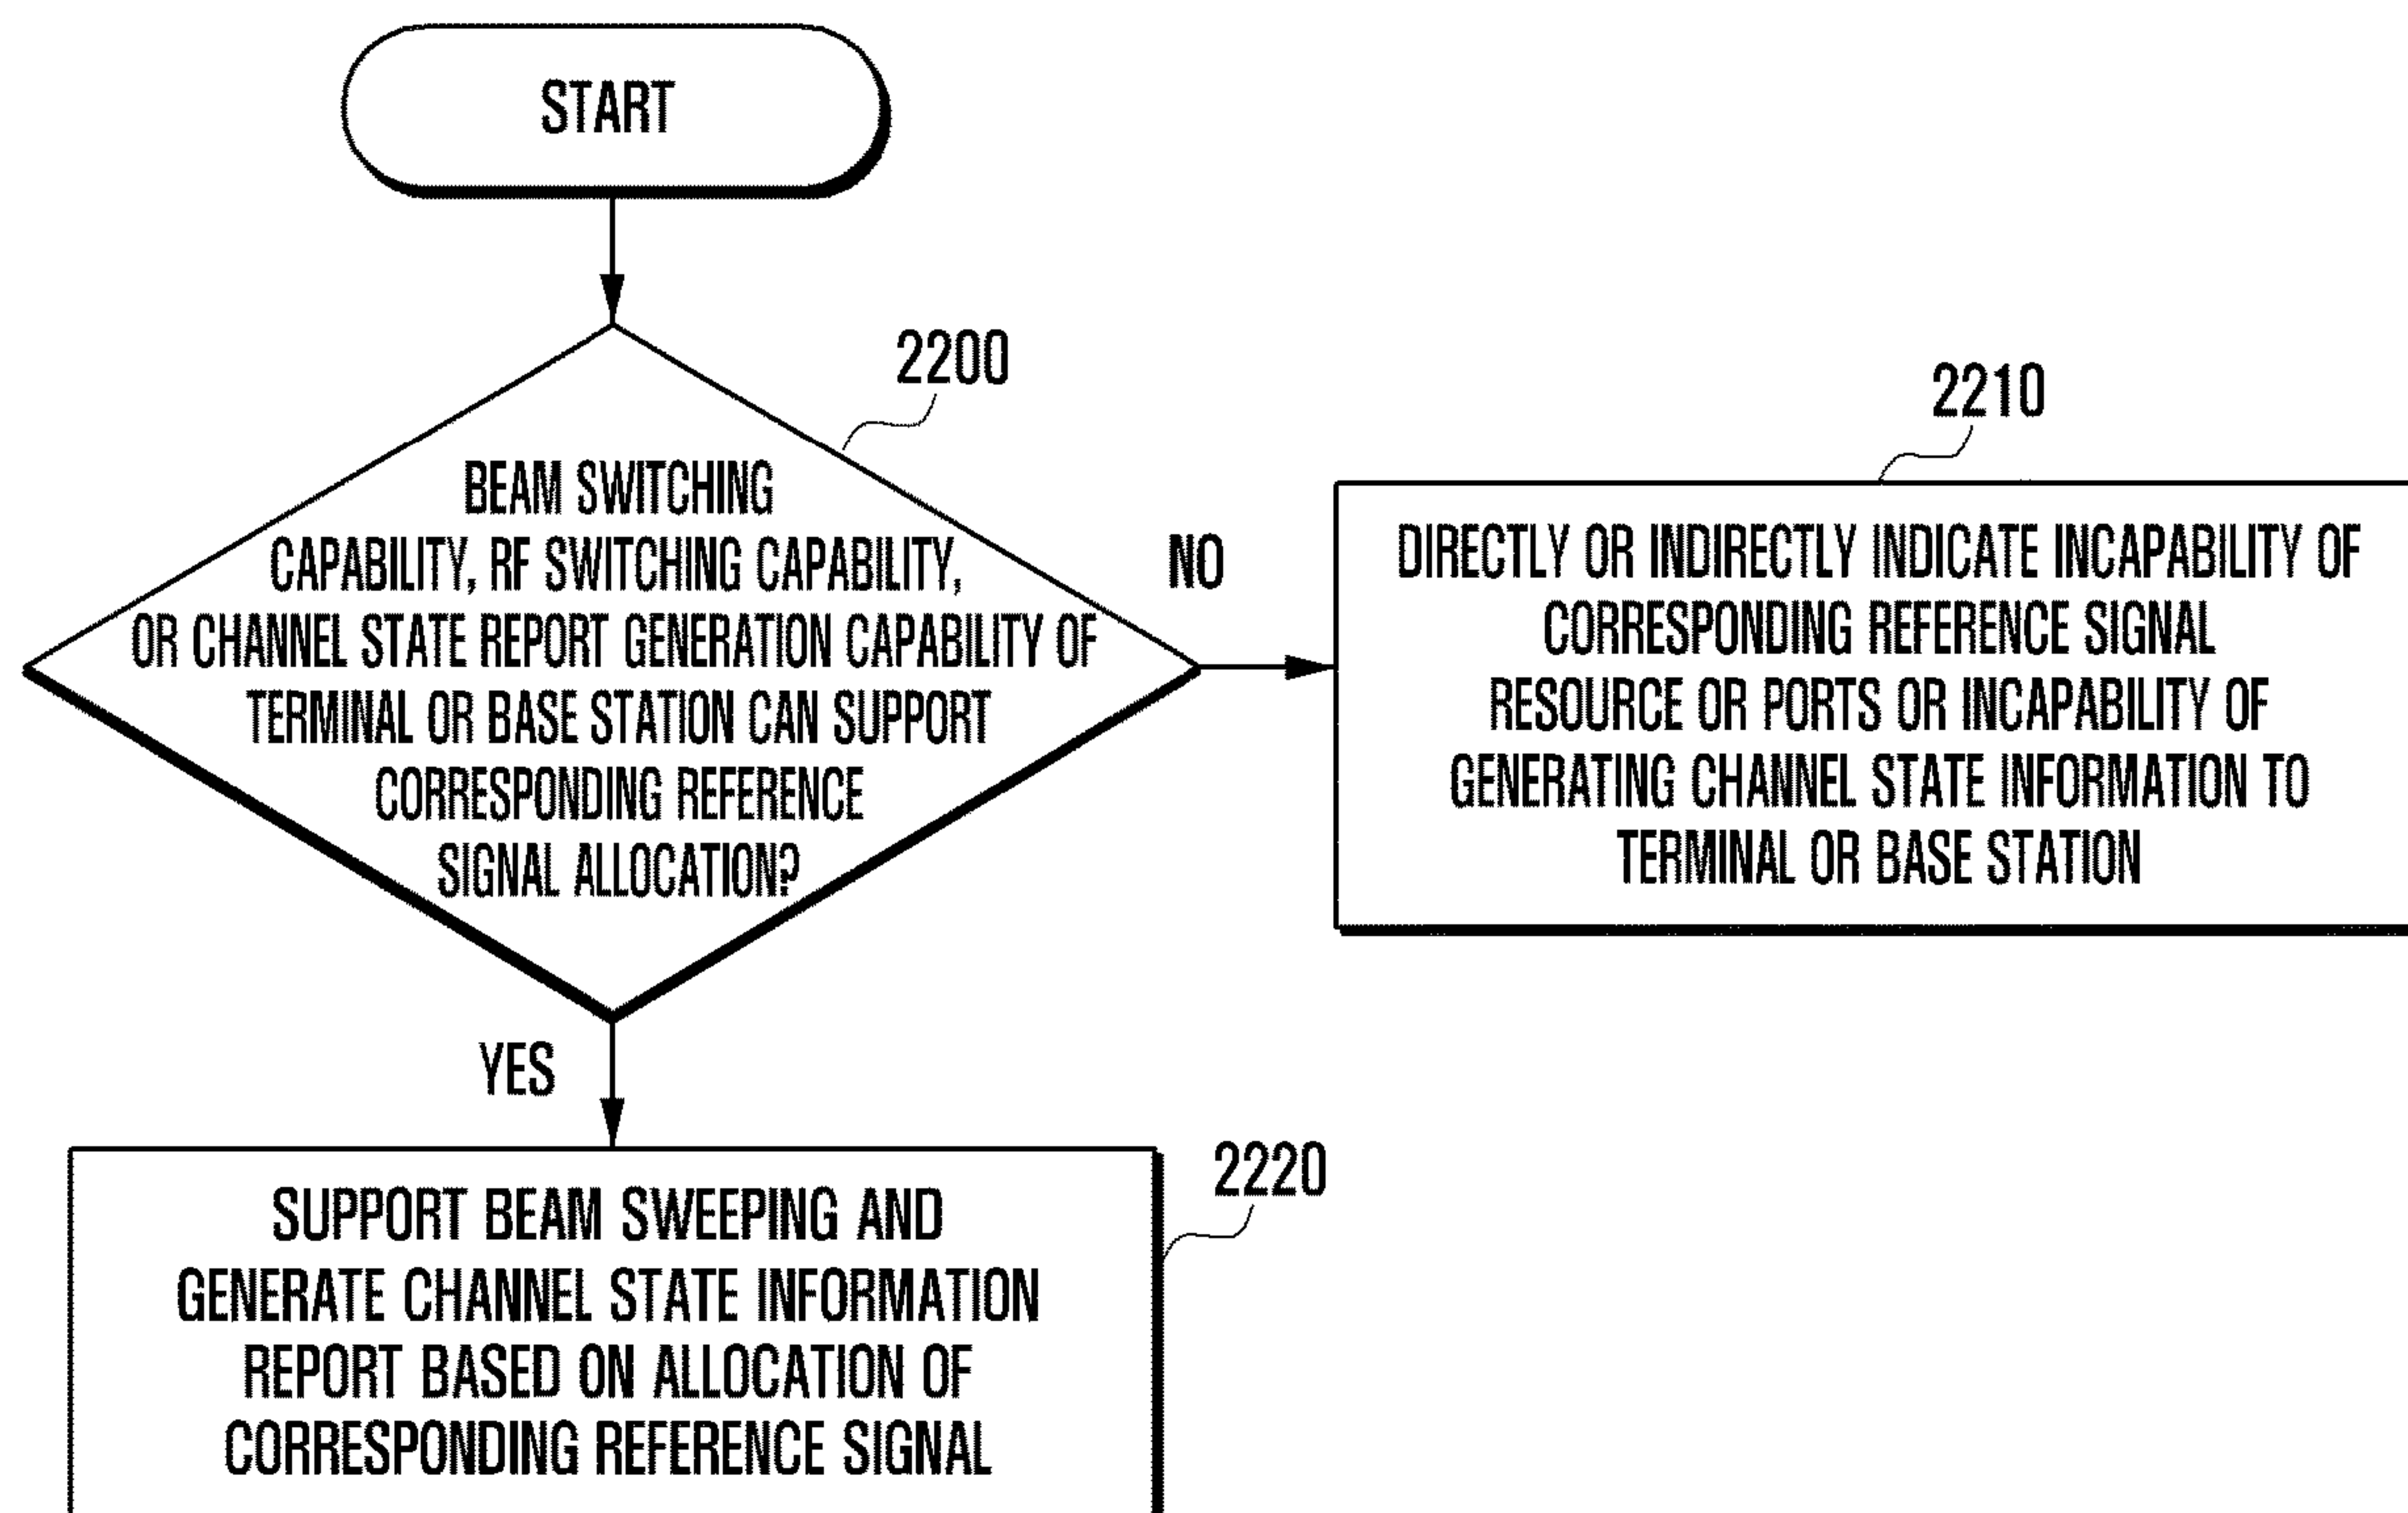 START
2200
BEAM SWITCHING
CAPABILITY, RF SWITCHING CAPABILITY,
OR CHANNEL STATE REPORT GENERATION CAPABILITY OF
TERMINAL OR BASE STATION CAN SUPPORT
CORRESPONDING REFERENCE
SIGNAL ALLOCATION?
NO
2210
DIRECTLY OR INDIRECTLY INDICATE INCAPABILITY OF
CORRESPONDING REFERENCE SIGNAL
RESOURCE OR PORTS OR INCAPABILITY OF
GENERATING CHANNEL STATE INFORMATION TO
TERMINAL OR BASE STATION
YES
2220
SUPPORT BEAM SWEEPING AND
GENERATE CHANNEL STATE INFORMATION
REPORT BASED ON ALLOCATION OF
CORRESPONDING REFERENCE SIGNAL